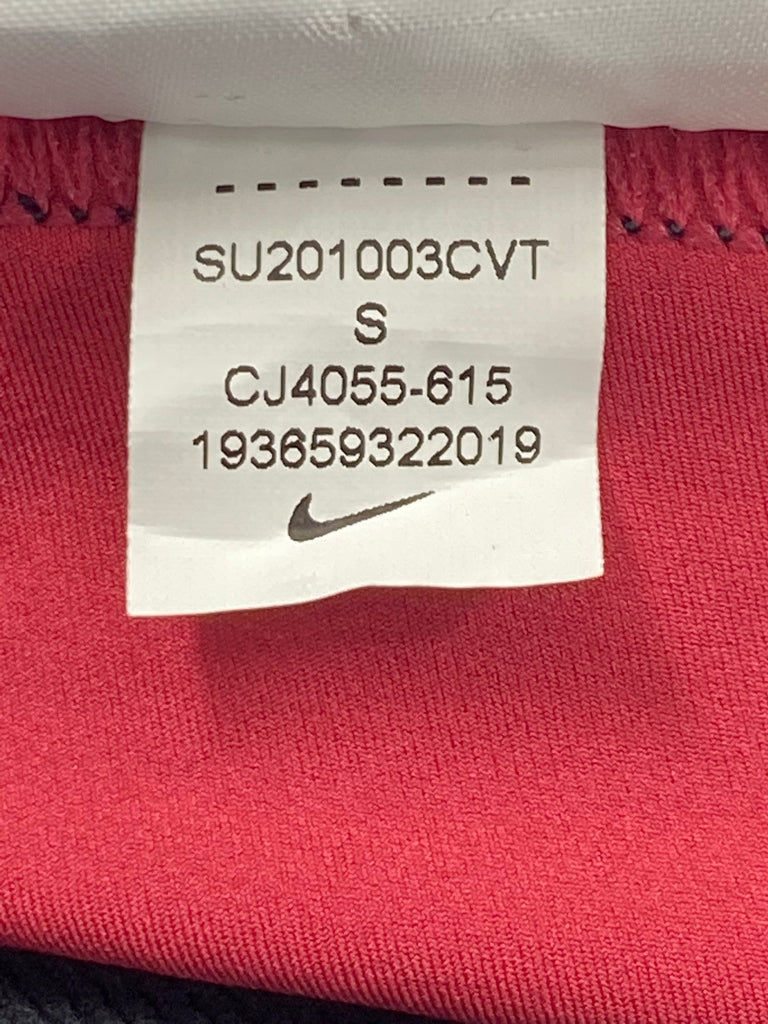 --------
SU201003CVT
S
CJ4055-615
193659322019